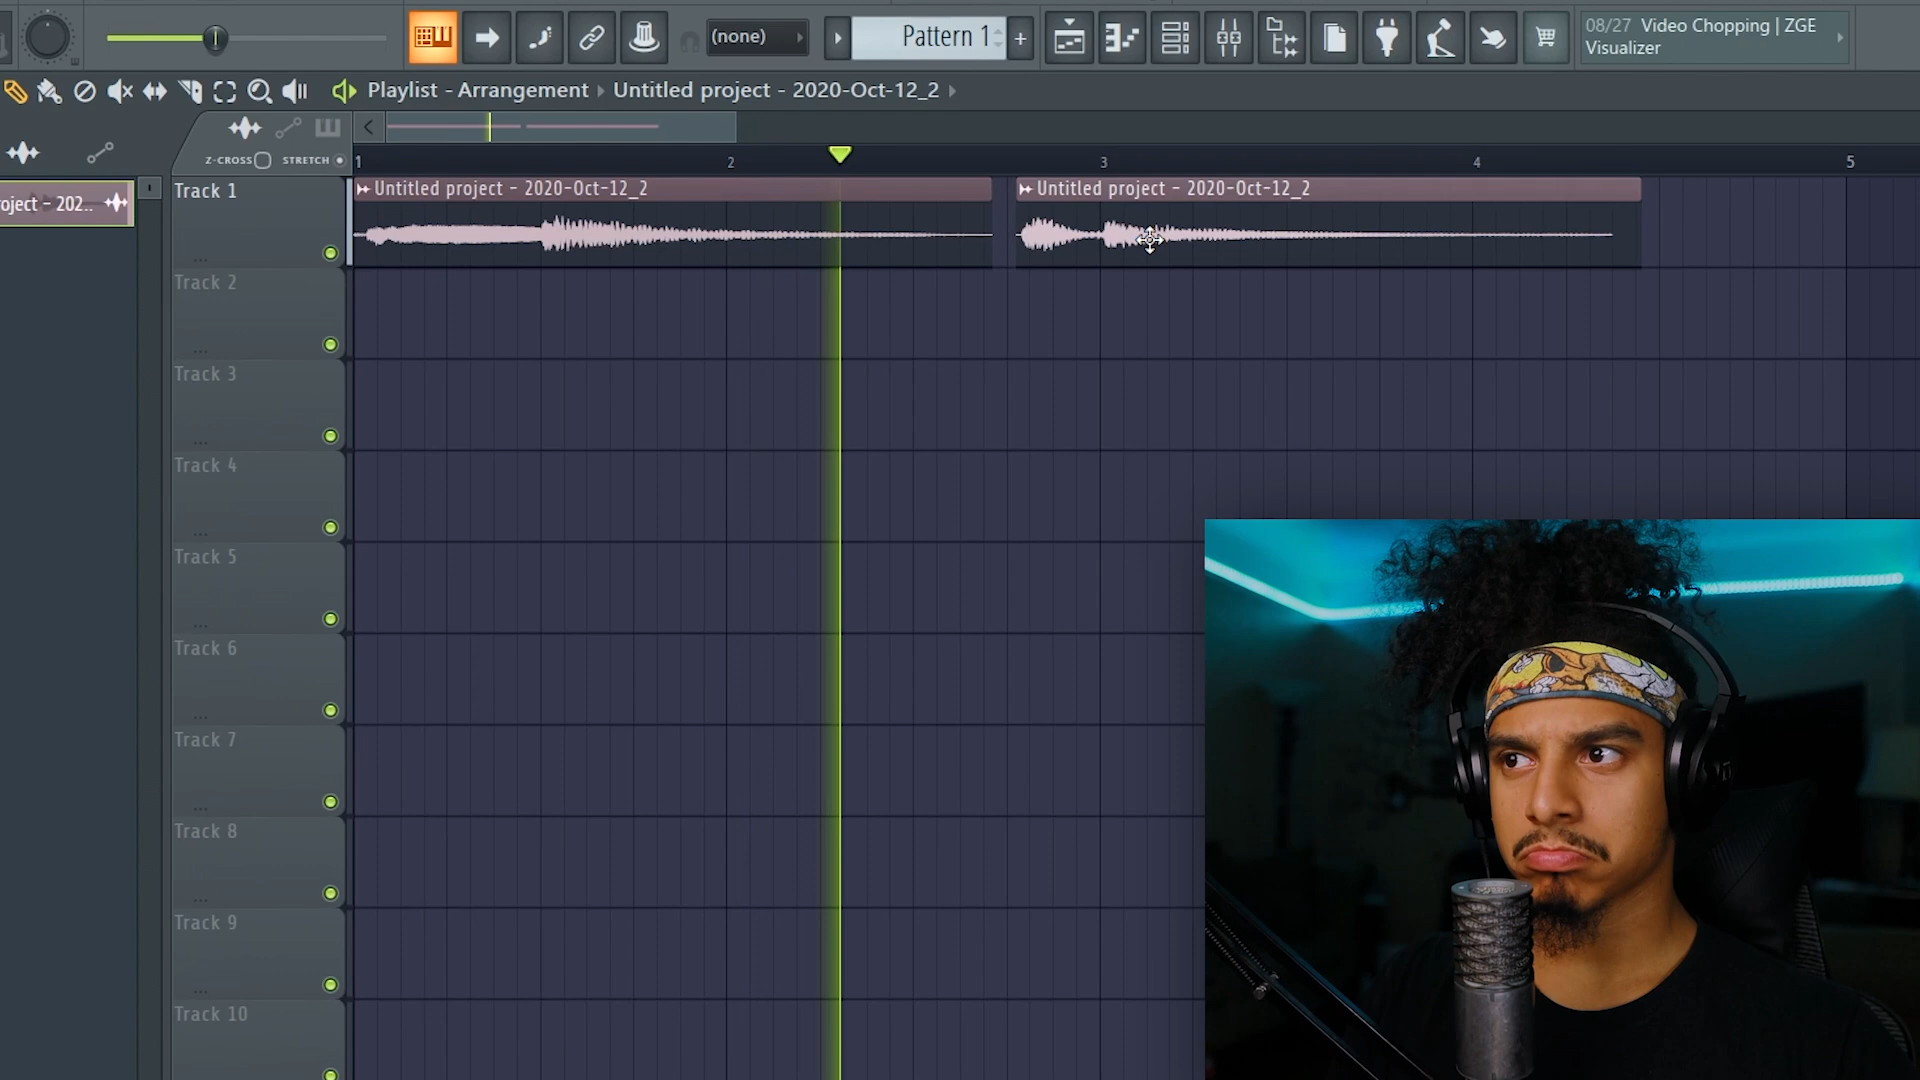 (none)
Pattern 1
+
08/27 Video Chopping | ZGE
Visualizer
Playlist - Arrangement
Untitled project - 2020-Oct-12_2
Z-CROSS
STRETCH
1
2
3
4
5
oject - 202..
Track 1
Untitled project - 2020-Oct-12_2
Untitled project - 2020-Oct-12_2
...
Track 2
...
Track 3
...
Track 4
...
Track 5
...
Track 6
...
Track 7
...
Track 8
...
Track 9
...
Track 10